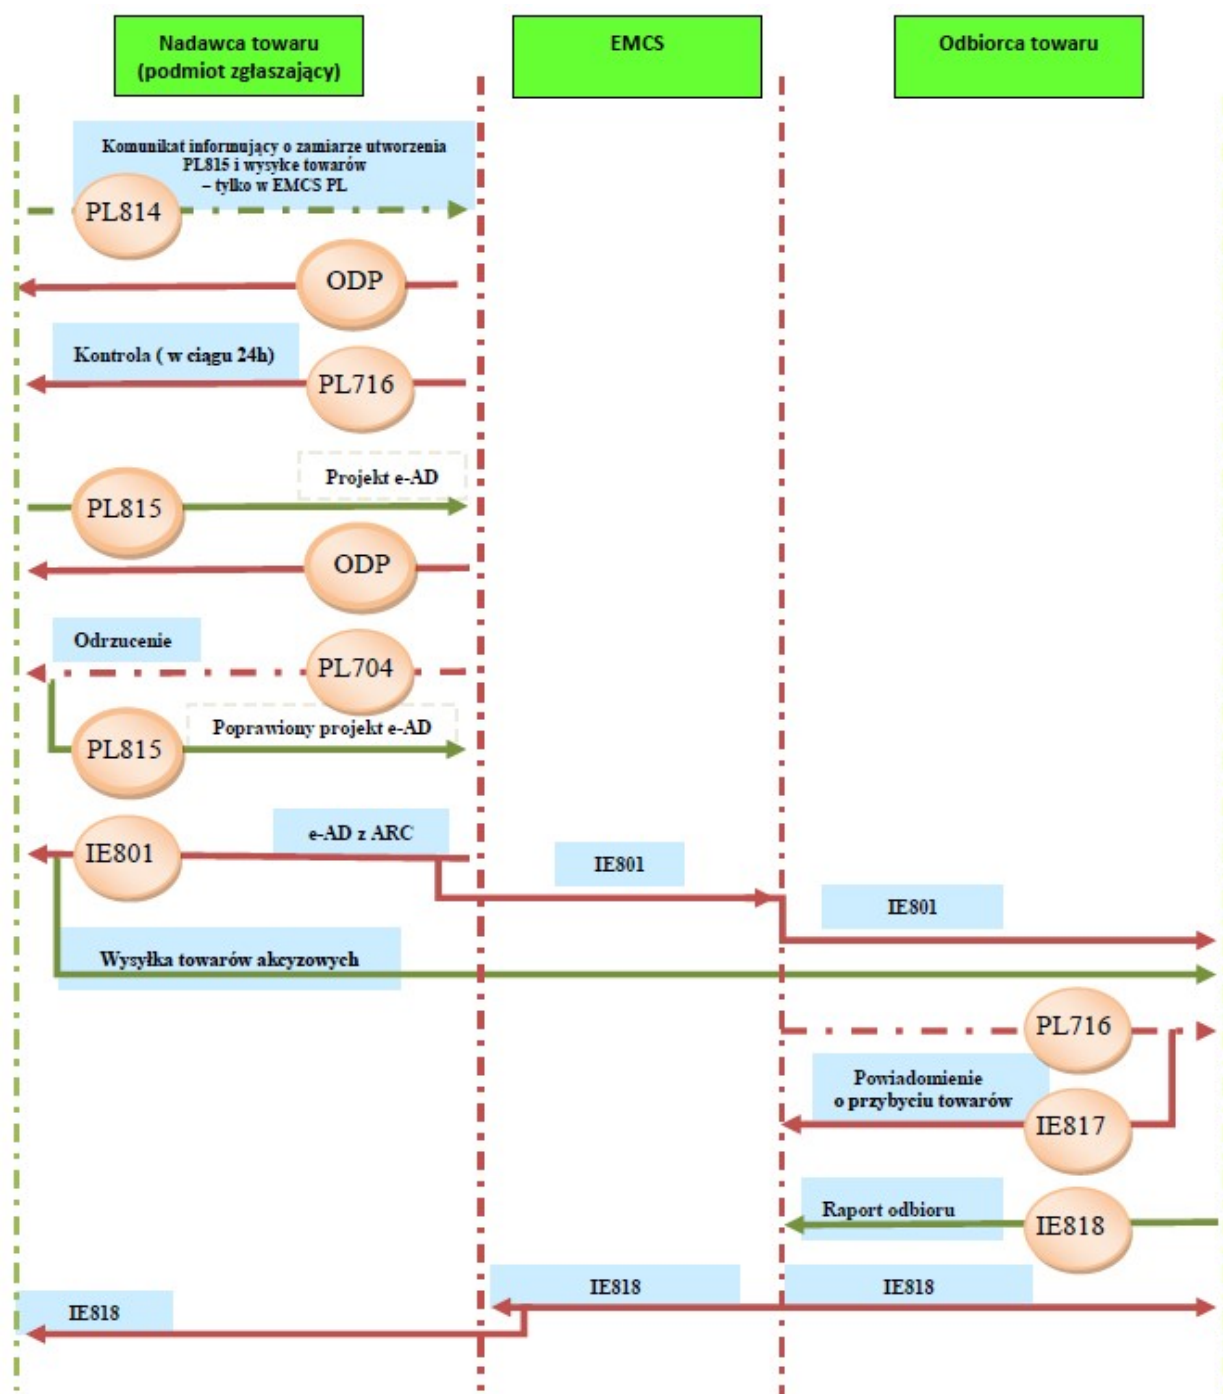 Nadawca towaru
(podmiot zgłaszający)
EMCS
Odbiorca towaru
Komunikat informujący o zamiarze utworzenia
PL815 i wysyłce towarów
– tylko w EMCS PL
PL814
ODP
Kontrola ( w ciągu 24h)
PL716
Projekt e-AD
PL815
ODP
Odrzucenie
PL704
Poprawiony projekt e-AD
PL815
IE801
e-AD z ARC
IE801
IE801
Wysyłka towarów akcyzowych
PL716
Powiadomienie
o przybyciu towarów
IE817
Raport odbioru
IE818
IE818
IE818
IE818